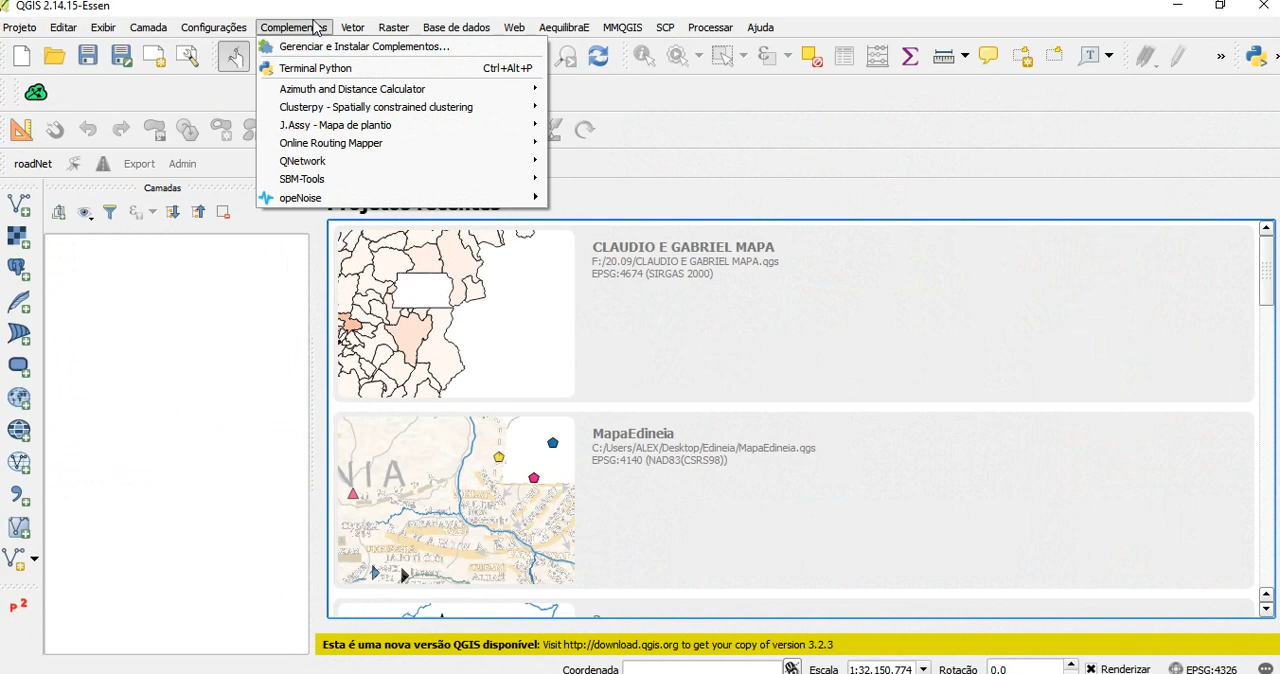 QGIS 2.14.15-Essen
Projeto Editar Exibir Camada Configurações Complementos Vetor Raster Base de dados Web AequilibraE MMQGIS SCP Processar Ajuda
Gerenciar e Instalar Complementos...
Terminal Python Ctrl+Alt+P
Azimuth and Distance Calculator
Clusterpy - Spatially constrained clustering
J.Assy - Mapa de plantio
Online Routing Mapper
QNetwork
SBM-Tools
opeNoise
roadNet Export Admin
Camadas
Projetos recentes
CLAUDIO E GABRIEL MAPA
F:/20.09/CLAUDIO E GABRIEL MAPA.qgs
EPSG:4674 (SIRGAS 2000)
MapaEdineia
C:/Users/ALEX/Desktop/Edineia/MapaEdineia.qgs
EPSG:4140 (NAD83(CSRS98))
NIA
Esta é uma nova versão QGIS disponível: Visit http://download.qgis.org to get your copy of version 3.2.3
Coordenada Escala 1:32.150.774 Rotação 0.0 Renderizar EPSG:4326